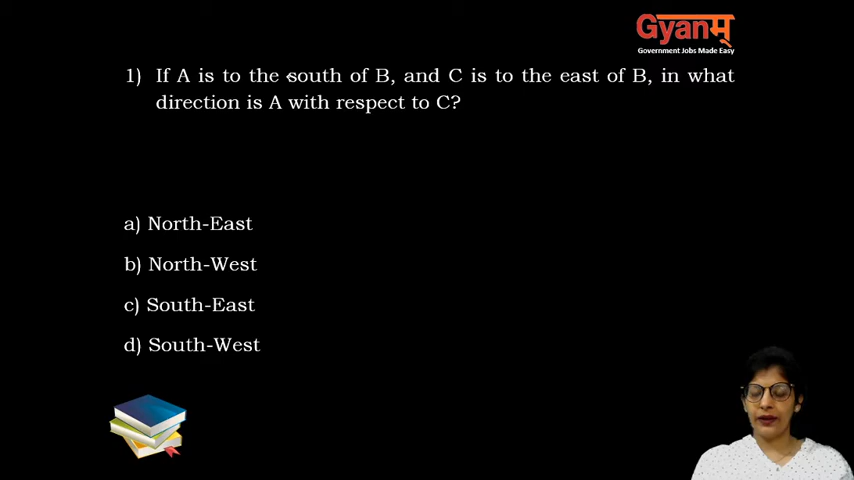 Gyanम्
Government Jobs Made Easy
1) If A is to the south of B, and C is to the east of B, in what
direction is A with respect to C?
a) North-East
b) North-West
c) South-East
d) South-West